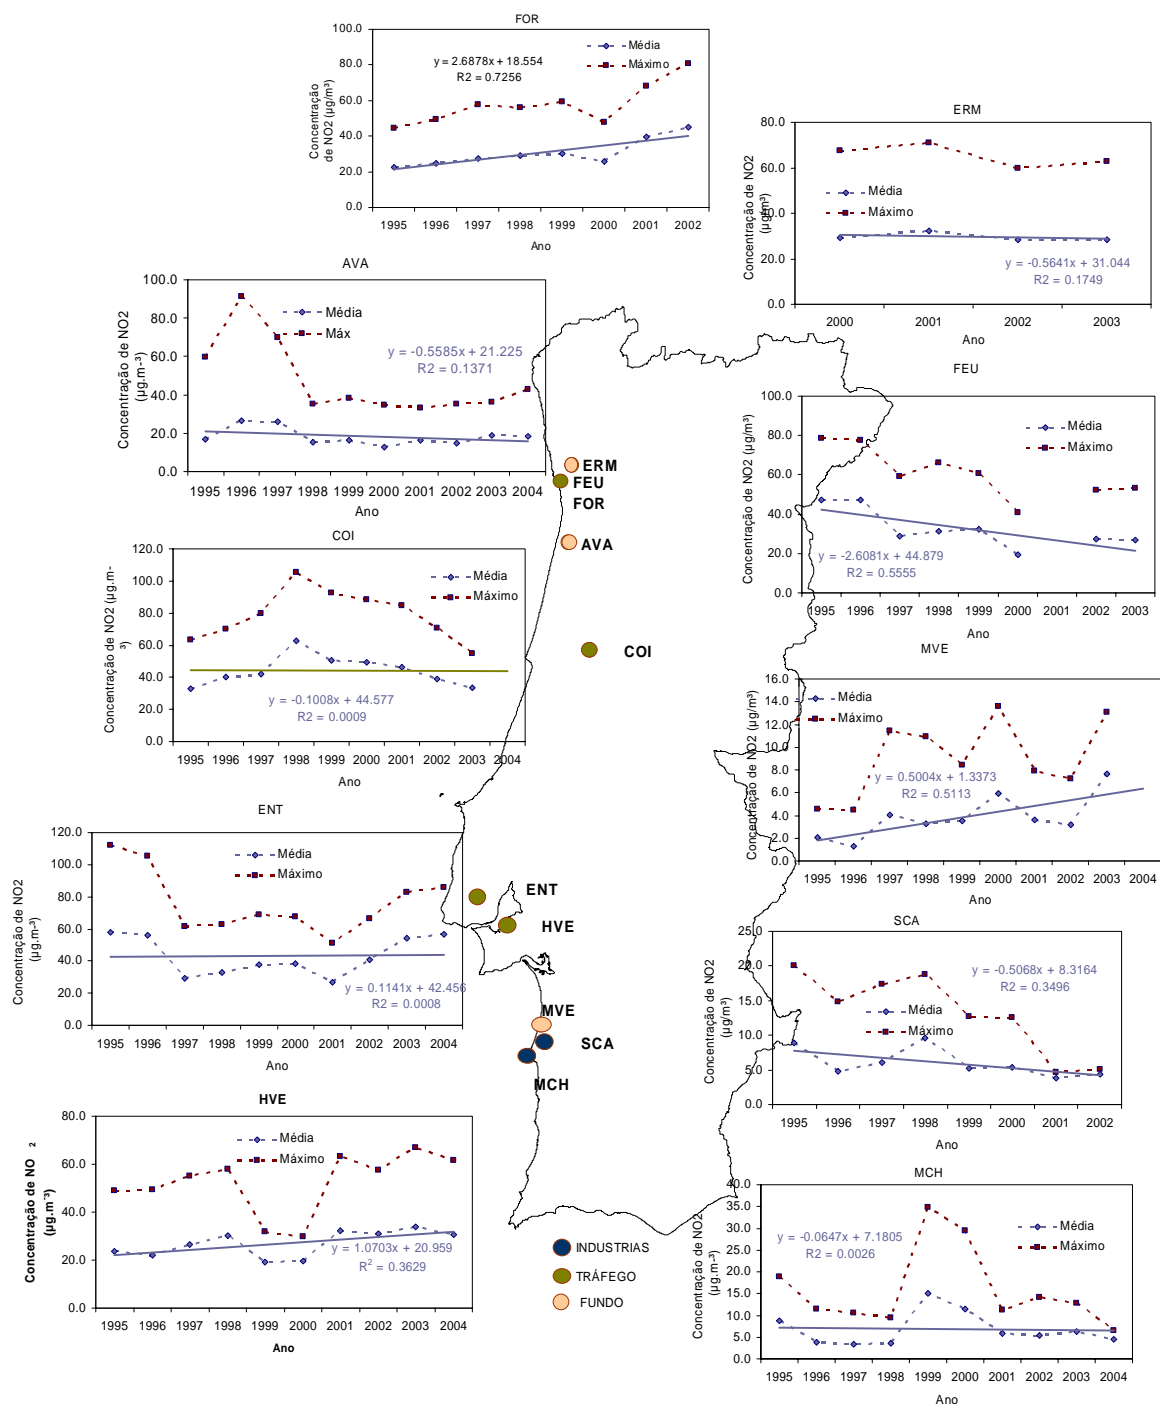 FOR
Concentração
de NO2 (µg/m³)
100.0
80.0
60.0
40.0
20.0
0.0
y = 2.6878x + 18.554
R2 = 0.7256
Média
Máximo
1995 1996 1997 1998 1999 2000 2001 2002
Ano
ERM
Concentração de NO2
(µg/m³)
80.0
60.0
40.0
20.0
0.0
Média
Máximo
y = -0.5641x + 31.044
R2 = 0.1749
2000 2001 2002 2003
Ano
AVA
Concentração de NO2
(µg.m-³)
100.0
80.0
60.0
40.0
20.0
0.0
Média
Máx
y = -0.5585x + 21.225
R2 = 0.1371
1995 1996 1997 1998 1999 2000 2001 2002 2003 2004
Ano
FEU
Concentração de NO2 (µg/m³)
100.0
80.0
60.0
40.0
20.0
0.0
Média
Máximo
y = -2.6081x + 44.879
R2 = 0.5555
1995 1996 1997 1998 1999 2000 2002 2003
Ano
COI
Concentração de NO2 (µg.m-
³)
120.0
100.0
80.0
60.0
40.0
20.0
0.0
Média
Máximo
y = -0.1008x + 44.577
R2 = 0.0009
1995 1996 1997 1998 1999 2000 2001 2002 2003 2004
Ano
MVE
Concentração de NO2 (µg/m³)
16.0
14.0
12.0
10.0
8.0
6.0
4.0
2.0
0.0
Média
Máximo
y = 0.5004x + 1.3373
R2 = 0.5113
1995 1996 1997 1998 1999 2000 2001 2002 2003 2004
Ano
ENT
Concentração de NO2
(µg.m-³)
120.0
100.0
80.0
60.0
40.0
20.0
0.0
Média
Máximo
y = 0.1141x + 42.456
R2 = 0.0008
1995 1996 1997 1998 1999 2000 2001 2002 2003 2004
SCA
Concentração de NO2
(µg/m³)
25.0
20.0
15.0
10.0
5.0
0.0
Média
Máximo
y = -0.5068x + 8.3164
R2 = 0.3496
1995 1996 1997 1998 1999 2000 2001 2002
Ano
HVE
Concentração de NO 2
(µg.m-³)
80.0
60.0
40.0
20.0
0.0
Média
Máximo
y = 1.0703x + 20.959
R2 = 0.3629
1995 1996 1997 1998 1999 2000 2001 2002 2003 2004
Ano
MCH
Concentração de NO2
(µg.m-³)
40.0
35.0
30.0
25.0
20.0
15.0
10.0
5.0
0.0
Média
Máximo
y = -0.0647x + 7.1805
R2 = 0.0026
1995 1996 1997 1998 1999 2000 2001 2002 2003 2004
Ano
ERM
FEU
FOR
AVA
COI
ENT
HVE
MVE
SCA
MCH
INDUSTRIAS
TRÁFEGO
FUNDO